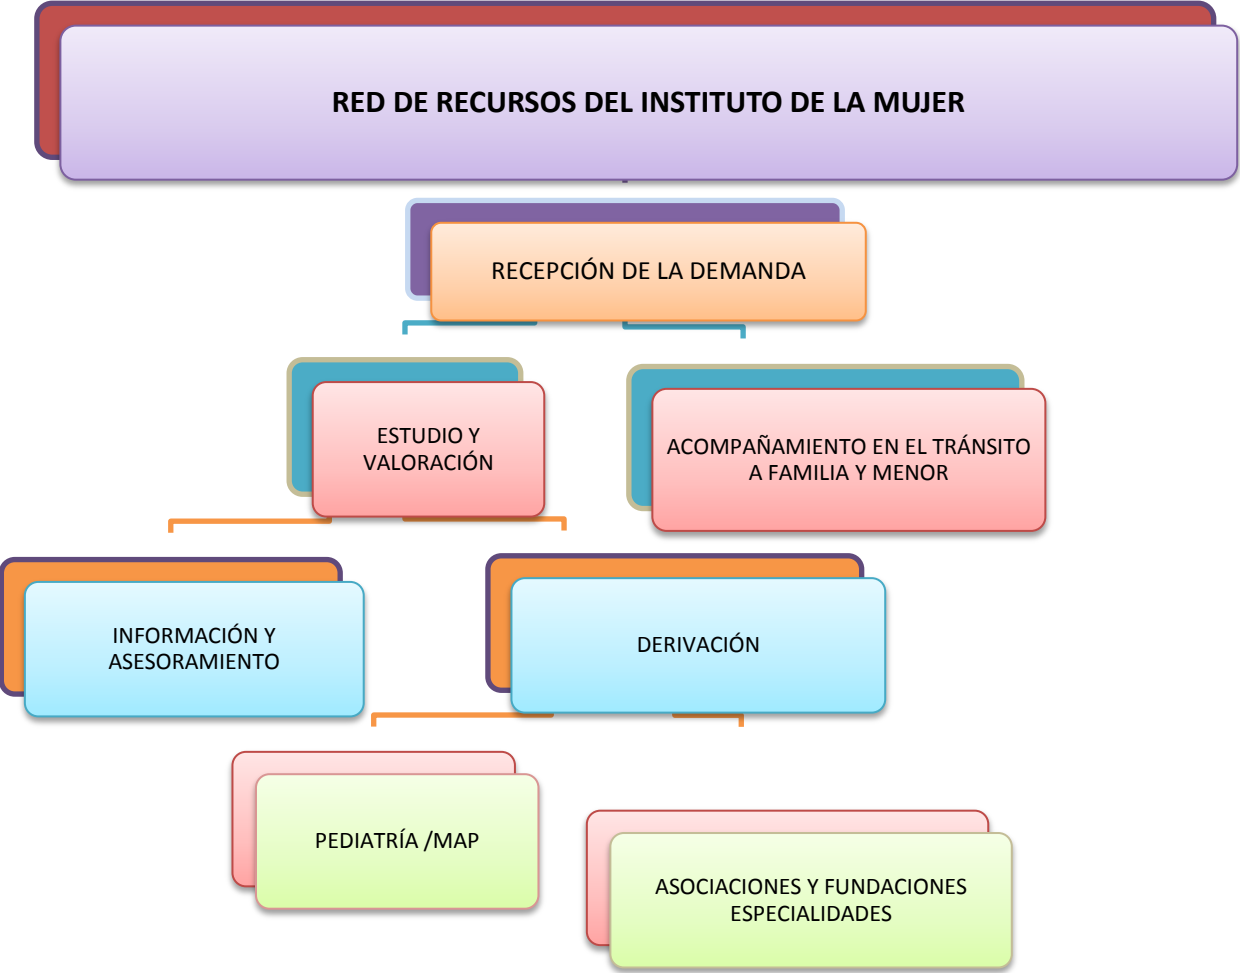 RED DE RECURSOS DEL INSTITUTO DE LA MUJER
RECEPCIÓN DE LA DEMANDA
ESTUDIO Y
VALORACIÓN
ACOMPAÑAMIENTO EN EL TRÁNSITO
A FAMILIA Y MENOR
INFORMACIÓN Y
ASESORAMIENTO
DERIVACIÓN
PEDIATRÍA /MAP
ASOCIACIONES Y FUNDACIONES
ESPECIALIDADES